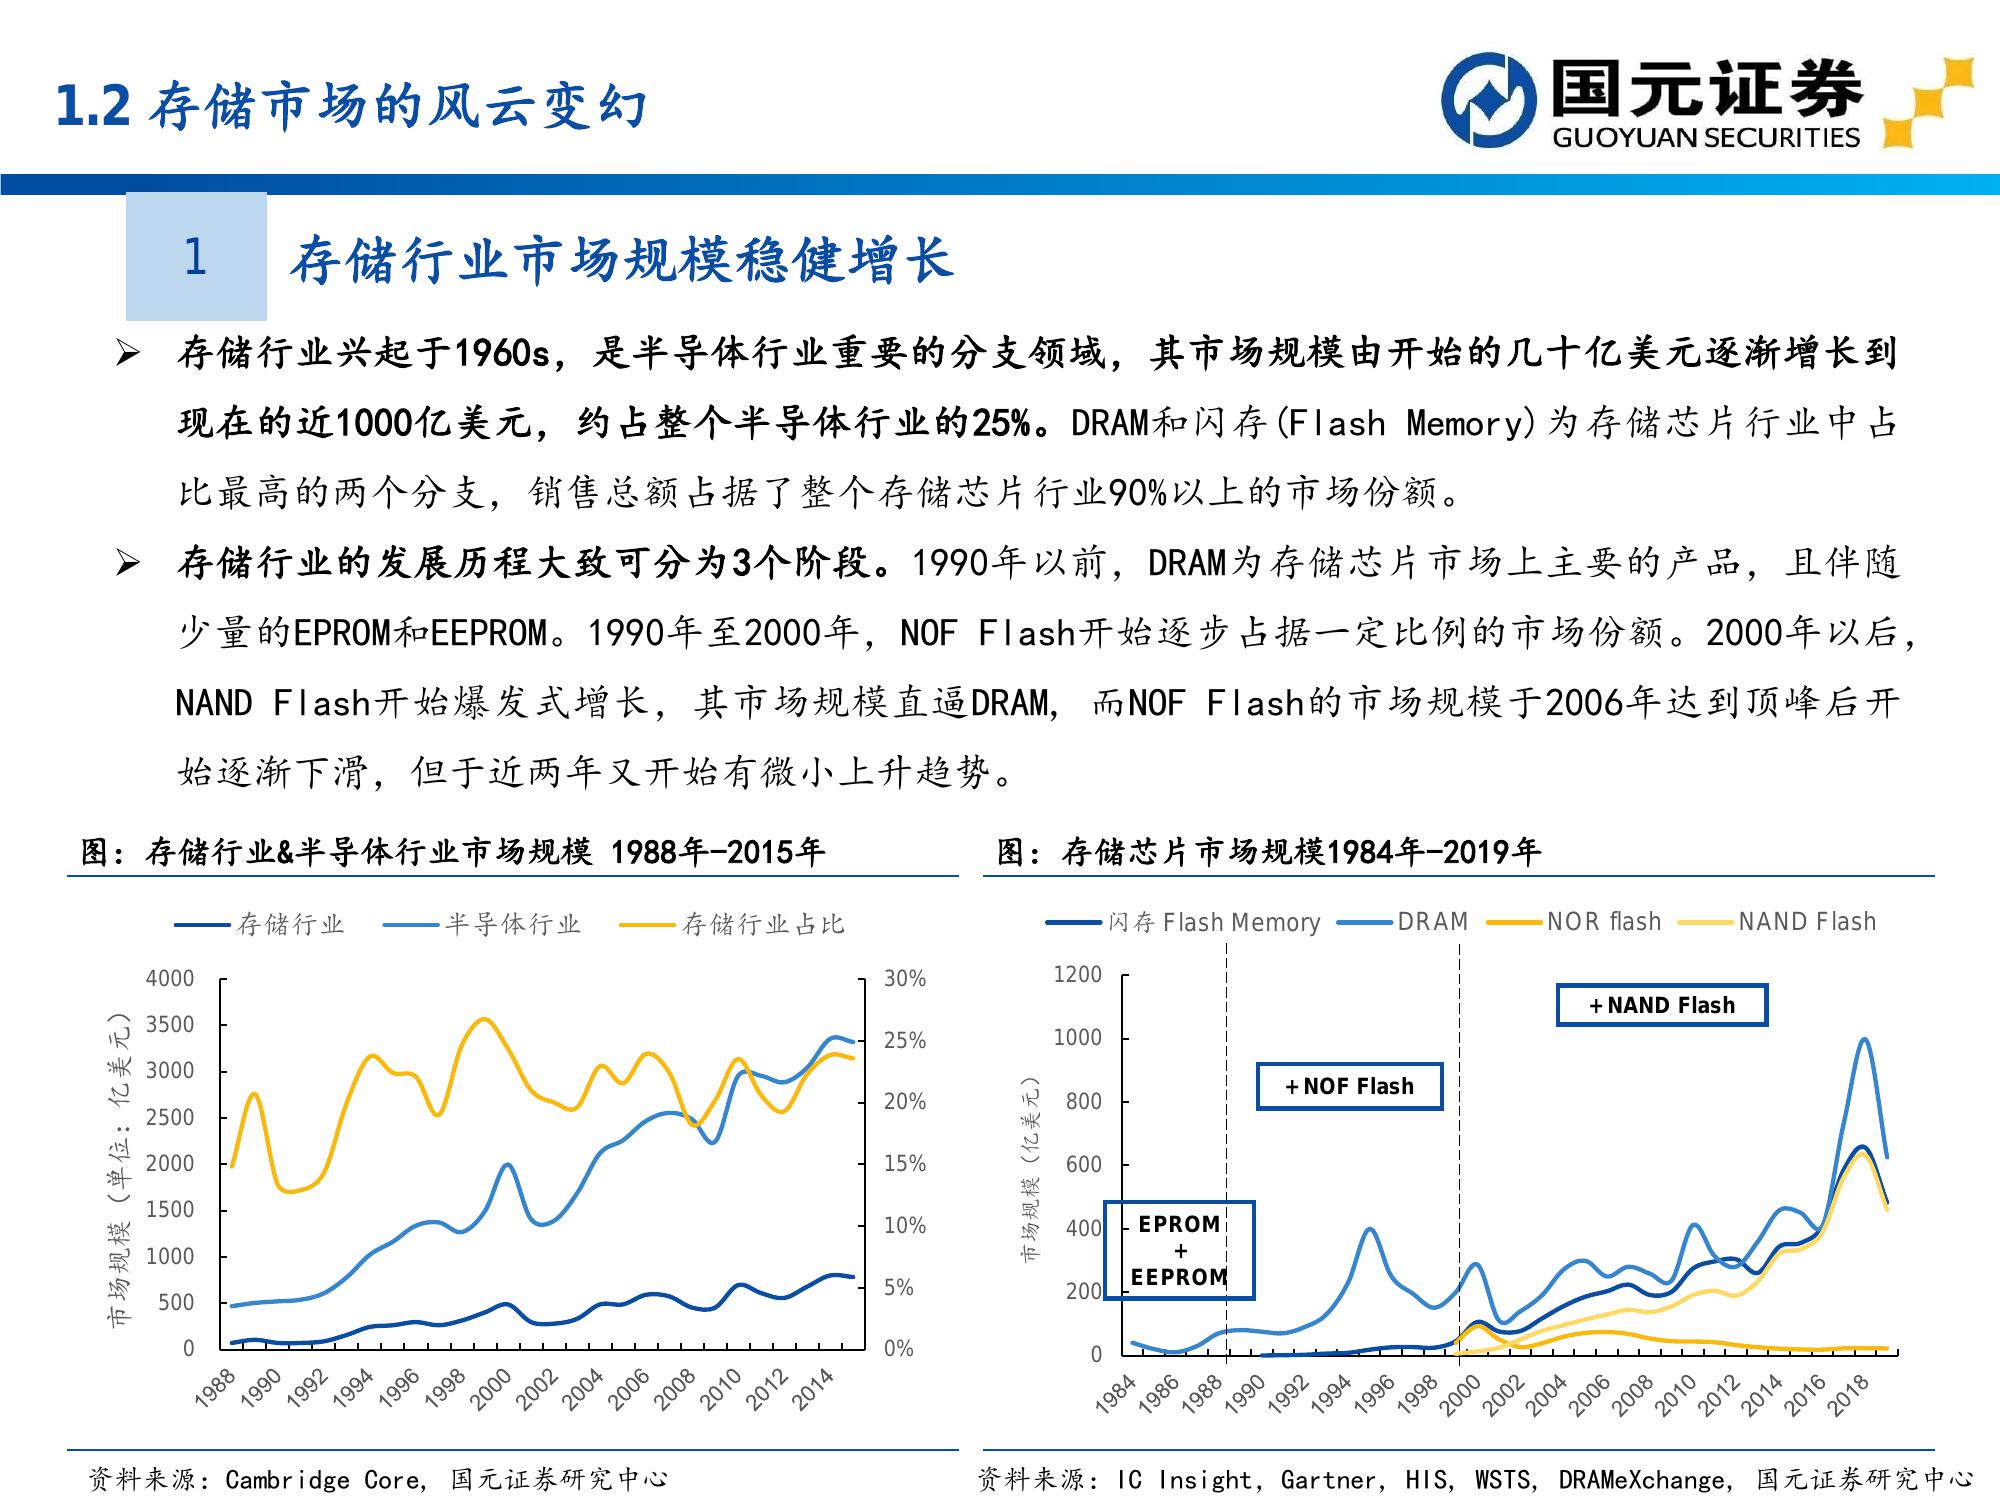 1.2 存储市场的风云变幻
国元证券
GUOYUAN SECURITIES
1
存储行业市场规模稳健增长
➢ 存储行业兴起于1960s，是半导体行业重要的分支领域，其市场规模由开始的几十亿美元逐渐增长到
现在的近1000亿美元，约占整个半导体行业的25%。DRAM和闪存(Flash Memory)为存储芯片行业中占
比最高的两个分支，销售总额占据了整个存储芯片行业90%以上的市场份额。
➢ 存储行业的发展历程大致可分为3个阶段。1990年以前，DRAM为存储芯片市场上主要的产品，且伴随
少量的EPROM和EEPROM。1990年至2000年，NOF Flash开始逐步占据一定比例的市场份额。2000年以后，
NAND Flash开始爆发式增长，其市场规模直逼DRAM, 而NOF Flash的市场规模于2006年达到顶峰后开
始逐渐下滑，但于近两年又开始有微小上升趋势。
图：存储行业&半导体行业市场规模 1988年-2015年
存储行业 半导体行业 存储行业占比
市场规模（单位：亿美元）
4000
3500
3000
2500
2000
1500
1000
500
0
30%
25%
20%
15%
10%
5%
0%
1988 1990 1992 1994 1996 1998 2000 2002 2004 2006 2008 2010 2012 2014
资料来源：Cambridge Core, 国元证券研究中心
图：存储芯片市场规模1984年-2019年
闪存 Flash Memory DRAM NOR flash NAND Flash
市场规模（亿美元）
1200
1000
800
600
400
200
0
+NAND Flash
+NOF Flash
EPROM
+
EEPROM
1984 1986 1988 1990 1992 1994 1996 1998 2000 2002 2004 2006 2008 2010 2012 2014 2016 2018
资料来源：IC Insight, Gartner, HIS, WSTS, DRAMeXchange, 国元证券研究中心